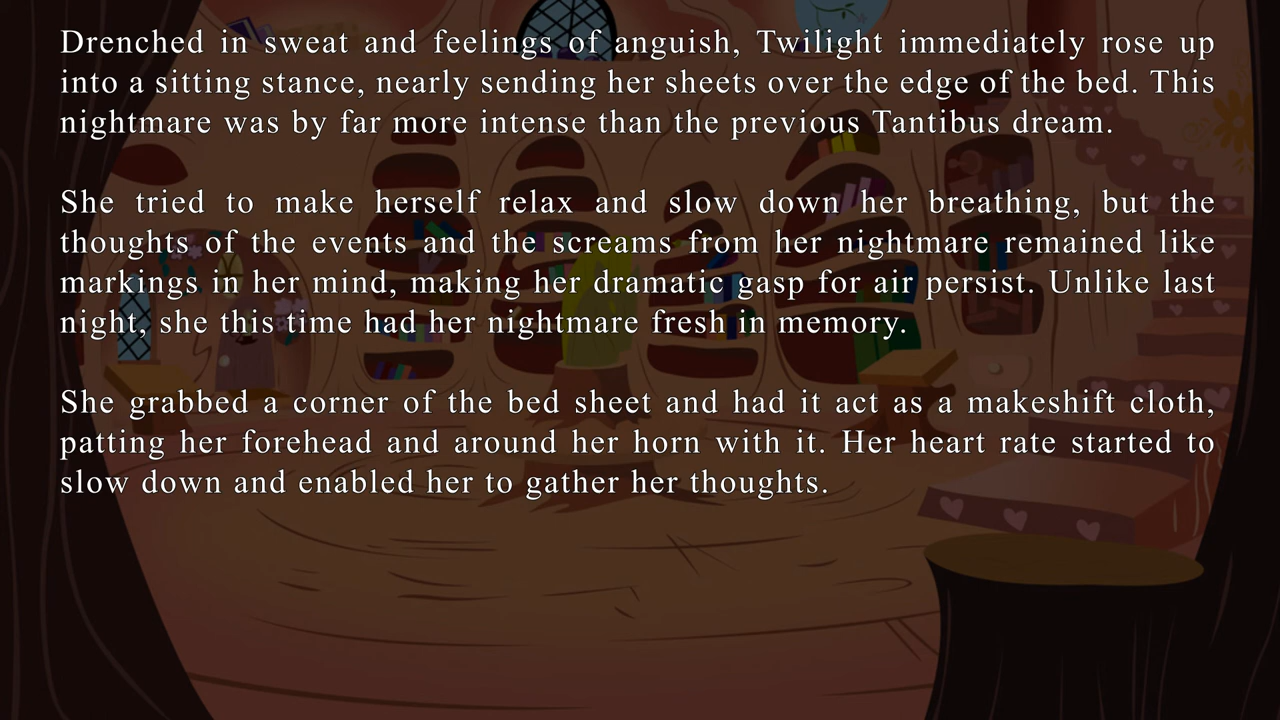 Drenched in sweat and feelings of anguish, Twilight immediately rose up
into a sitting stance, nearly sending her sheets over the edge of the bed. This
nightmare was by far more intense than the previous Tantibus dream.
She tried to make herself relax and slow down her breathing, but the
thoughts of the events and the screams from her nightmare remained like
markings in her mind, making her dramatic gasp for air persist. Unlike last
night, she this time had her nightmare fresh in memory.
She grabbed a corner of the bed sheet and had it act as a makeshift cloth,
patting her forehead and around her horn with it. Her heart rate started to
slow down and enabled her to gather her thoughts.